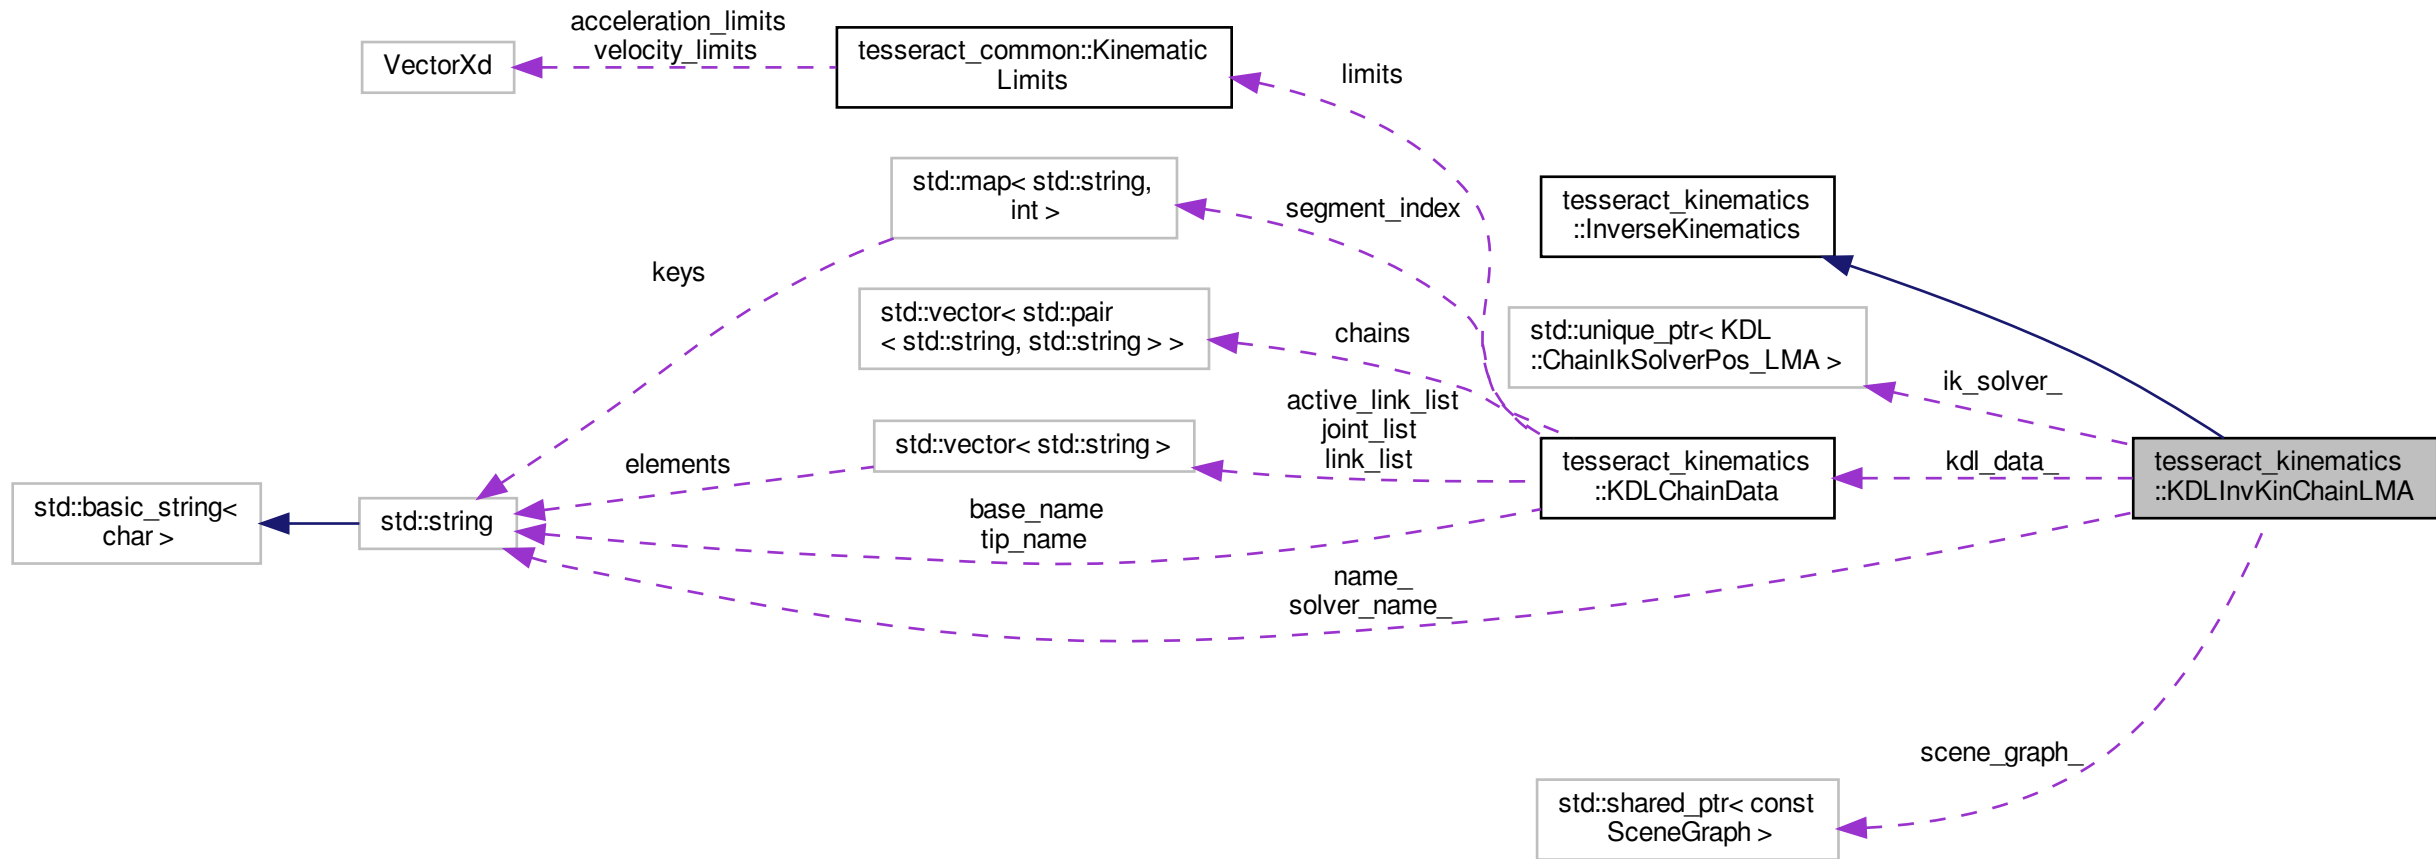 acceleration_limits
velocity_limits
VectorXd
tesseract_common::Kinematic
Limits
limits
std::map< std::string,
int >
segment_index
tesseract_kinematics
::InverseKinematics
keys
std::vector< std::pair
< std::string, std::string > >
chains
std::unique_ptr< KDL
::ChainIkSolverPos_LMA >
ik_solver_
active_link_list
joint_list
link_list
std::vector< std::string >
elements
tesseract_kinematics
::KDLChainData
kdl_data_
tesseract_kinematics
::KDLInvKinChainLMA
std::basic_string<
char >
std::string
base_name
tip_name
name_
solver_name_
scene_graph_
std::shared_ptr< const
SceneGraph >